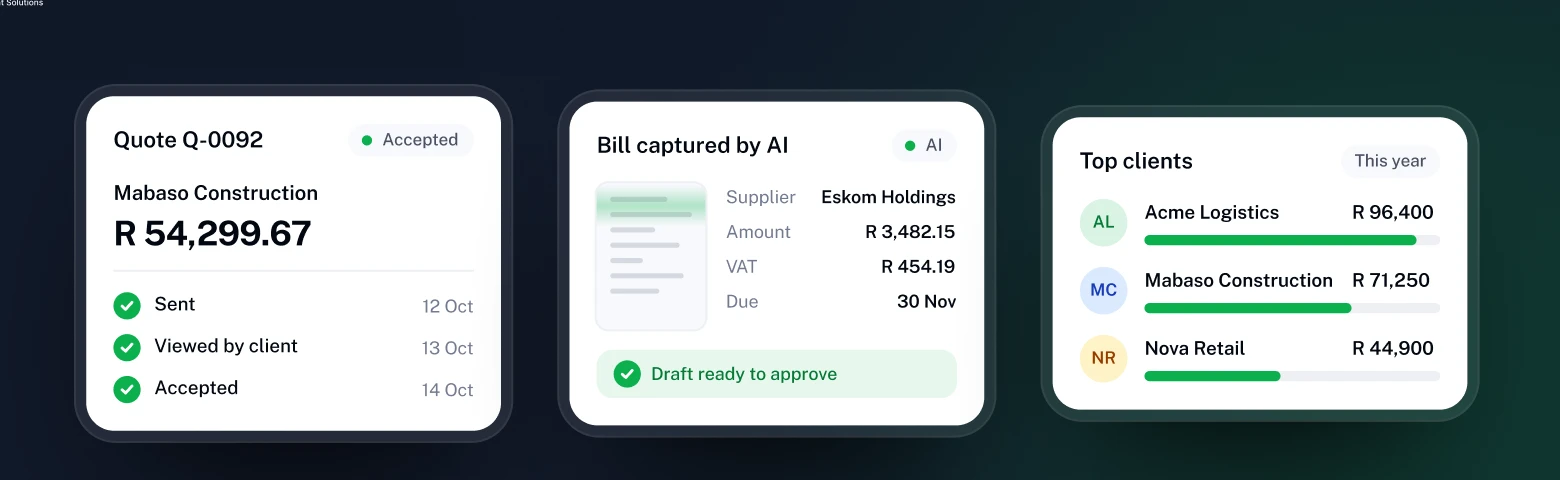 t Solutions
Quote Q-0092
Accepted
Mabaso Construction
R 54,299.67
Sent
12 Oct
Viewed by client
13 Oct
Accepted
14 Oct
Bill captured by AI
AI
Supplier
Eskom Holdings
Amount
R 3,482.15
VAT
R 454.19
Due
30 Nov
Draft ready to approve
Top clients
This year
AL
Acme Logistics
R 96,400
MC
Mabaso Construction
R 71,250
NR
Nova Retail
R 44,900